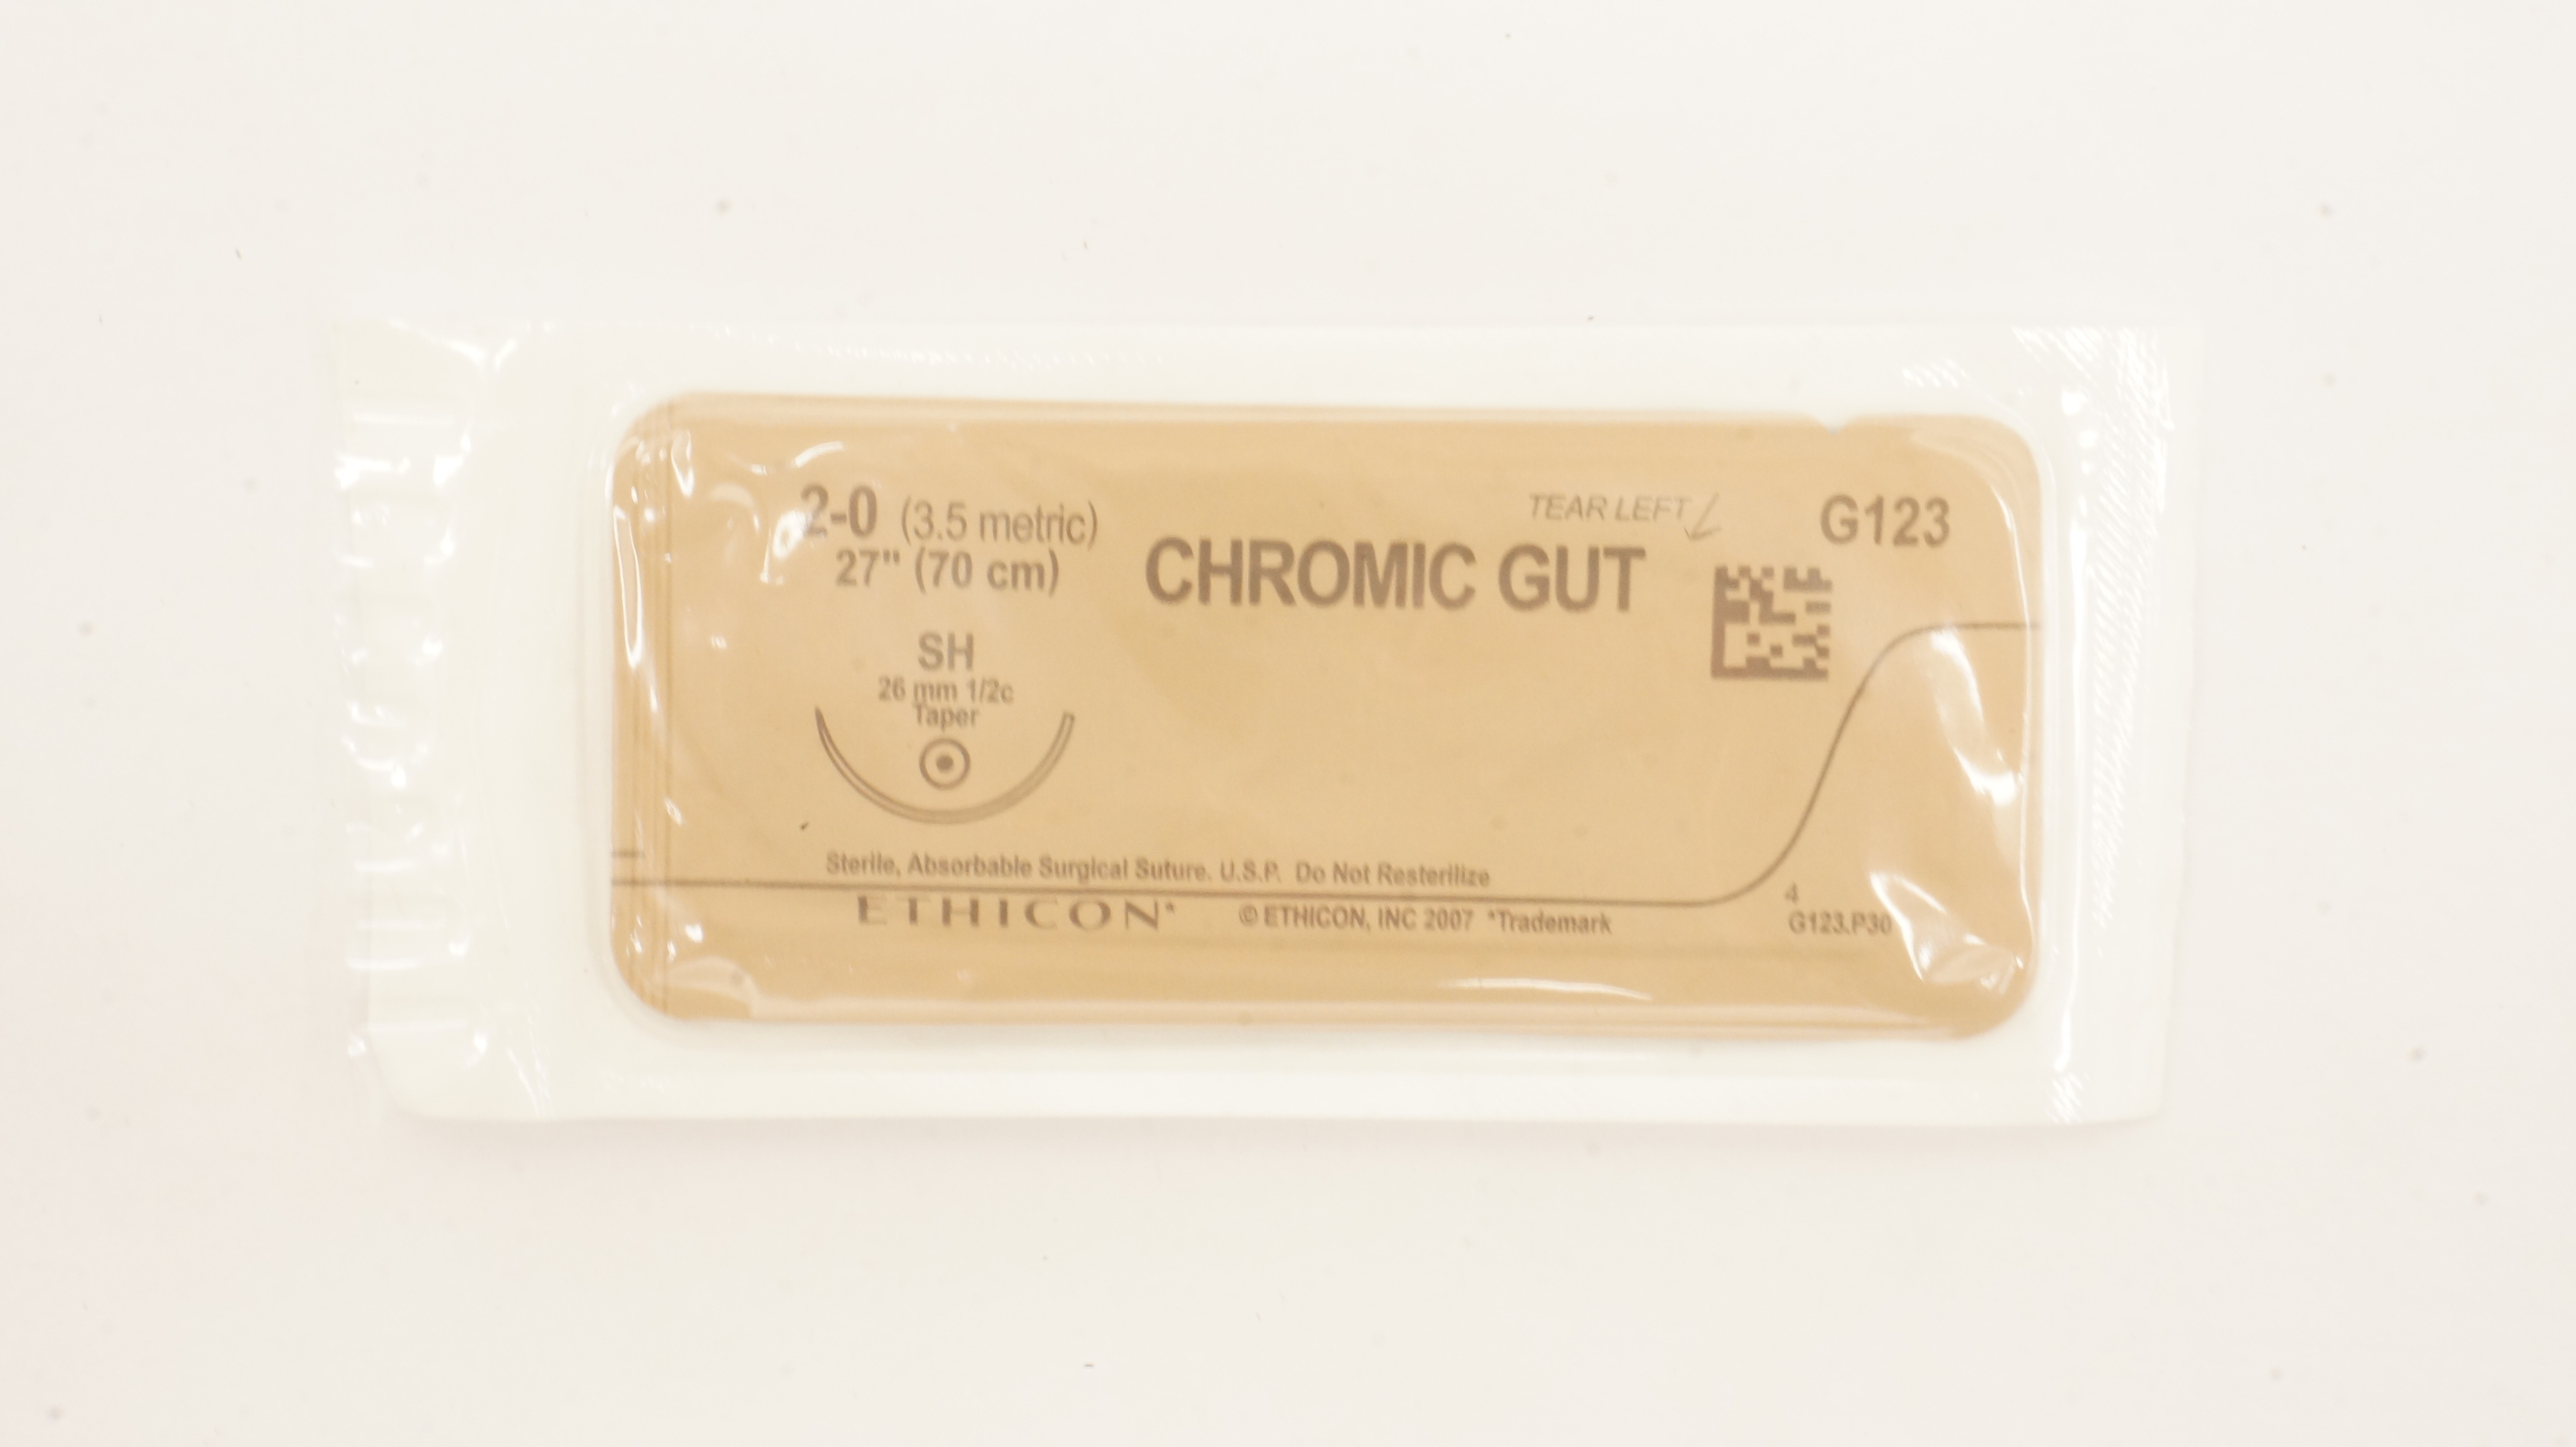 2-0 (3.5 metric)
27" (70 cm)
SH
26 mm 1/2c
Taper
TEAR LEFT
CHROMIC GUT
G123
Sterile, Absorbable Surgical Suture. U.S.P. Do Not Resterilize
ETHICON* © ETHICON, INC 2007 *Trademark
4
G123.P30